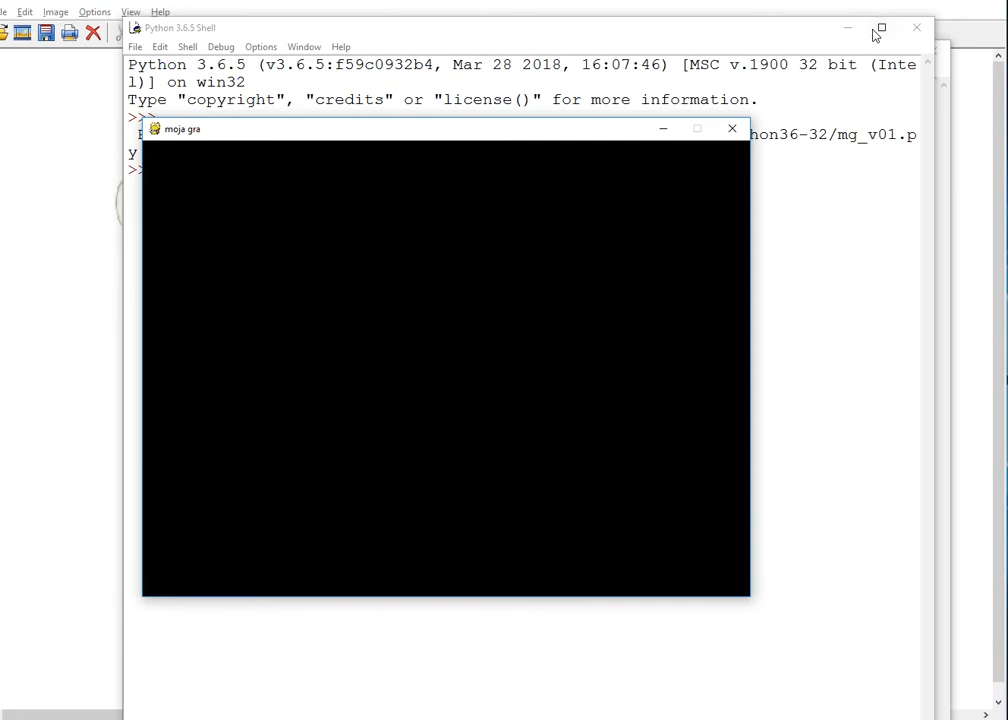 le Edit Image Options View Help
Python 3.6.5 Shell
File Edit Shell Debug Options Window Help
Python 3.6.5 (v3.6.5:f59c0932b4, Mar 28 2018, 16:07:46) [MSC v.1900 32 bit (Inte
l)] on win32
Type "copyright", "credits" or "license()" for more information.
>>>
moja gra
hon36-32/mg_v01.p
y
>>